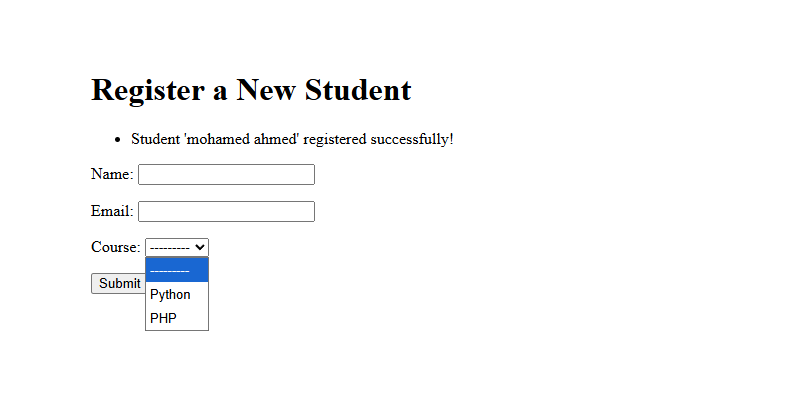 Register a New Student
• Student 'mohamed ahmed' registered successfully!
Name:
Email:
Course: ---------
---------
Submit
Python
PHP